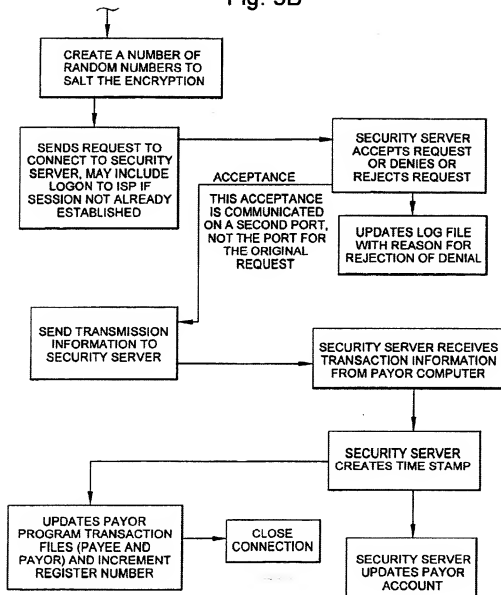 Fig.
CREATE A NUMBER OF
RANDOM NUMBERS TO
SALT THE ENCRYPTION
SENDS REQUEST TO
CONNECT TO SECURITY
SERVER, MAY INCLUDE
LOGON TO ISP IF
SESSION NOT ALREADY
ESTABLISHED
SECURITY SERVER
ACCEPTS REQUEST
OR DENIES OR
REJECTS REQUEST
ACCEPTANCE
THIS ACCEPTANCE
IS COMMUNICATED
ON A SECOND PORT,
NOT THE PORT FOR
THE ORIGINAL
REQUEST
UPDATES LOG FILE
WITH REASON FOR
REJECTION OF DENIAL
SEND TRANSMISSION
INFORMATION TO
SECURITY SERVER
SECURITY SERVER RECEIVES
TRANSACTION INFORMATION
FROM PAYOR COMPUTER
SECURITY SERVER
CREATES TIME STAMP
UPDATES PAYOR
PROGRAM TRANSACTION
FILES (PAYEE AND
PAYOR) AND INCREMENT
REGISTER NUMBER
CLOSE
CONNECTION
SECURITY SERVER
UPDATES PAYOR
ACCOUNT